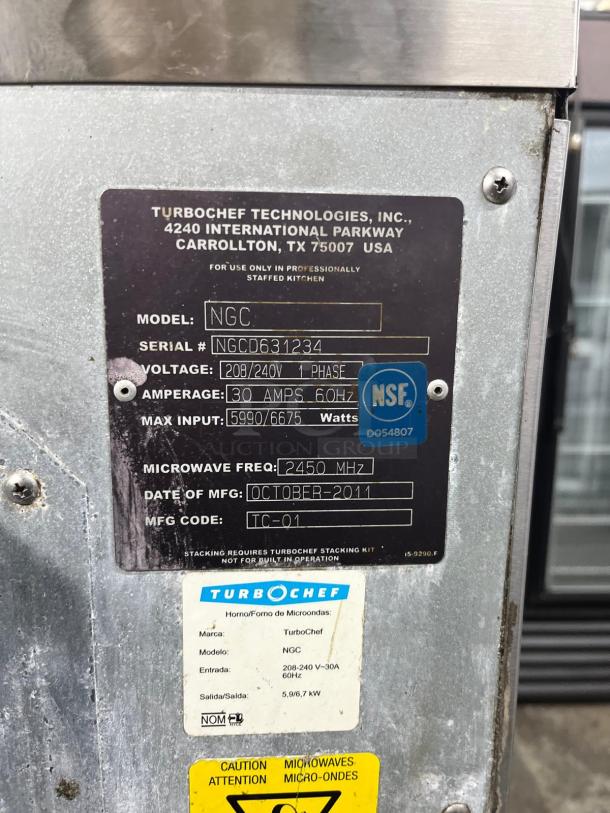 TURBOCHEF TECHNOLOGIES, INC.,
4240 INTERNATIONAL PARKWAY
CARROLLTON, TX 75007 USA
FOR USE ONLY IN PROFESSIONALLY
STAFFED KITCHEN
MODEL: NGC
SERIAL # NGCD631234
VOLTAGE: 208/240V 1 PHASE
AMPERAGE: 30 AMPS 60Hz
MAX INPUT: 5990/6675 Watts
NSF®
D054807
AUCTION GROUP
MICROWAVE FREQ: 2450 MHz
DATE OF MFG: OCTOBER-2011
MFG CODE: TC-01
STACKING REQUIRES TURBOCHEF STACKING KIT
NOT FOR BUILT IN OPERATION
IS-9290.F
TURBOCHEF
Horno/Forno de Microondas:
Marca: TurboChef
Modelo: NGC
Entrada: 208-240 V~30A
60Hz
Salida/Saída: 5,9/6,7 kW
NOM
CAUTION MICROWAVES
ATTENTION MICRO-ONDES